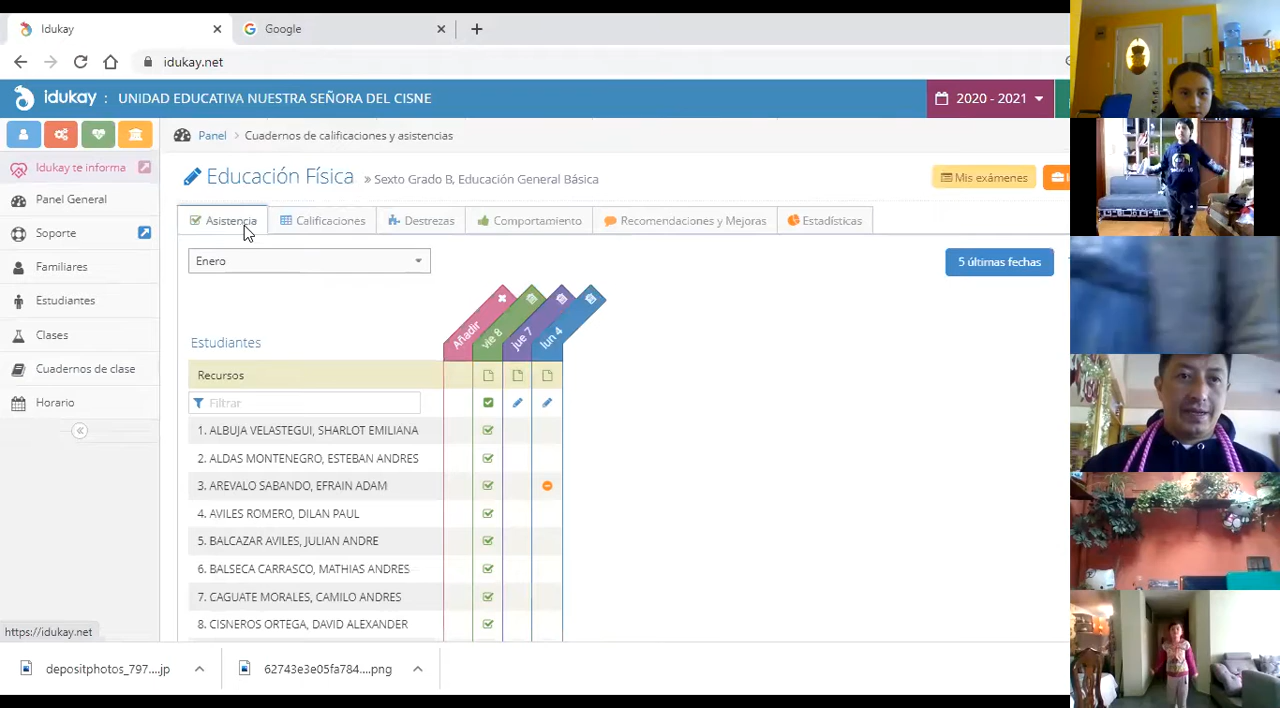 Idukay
Google
idukay.net
idukay : UNIDAD EDUCATIVA NUESTRA SEÑORA DEL CISNE
2020 - 2021
Idukay te informa
Panel General
Soporte
Familiares
Estudiantes
Clases
Cuadernos de clase
Horario
Panel > Cuadernos de calificaciones y asistencias
Educación Física » Sexto Grado B, Educación General Básica
Mis exámenes
Asistencia Calificaciones Destrezas Comportamiento Recomendaciones y Mejoras Estadísticas
Enero
5 últimas fechas
Añadir vie 8 jue 7 lun 4
Estudiantes
Recursos
Filtrar
1. ALBUJA VELASTEGUI, SHARLOT EMILIANA
2. ALDAS MONTENEGRO, ESTEBAN ANDRES
3. AREVALO SABANDO, EFRAIN ADAM
4. AVILES ROMERO, DILAN PAUL
5. BALCAZAR AVILES, JULIAN ANDRE
6. BALSECA CARRASCO, MATHIAS ANDRES
7. CAGUATE MORALES, CAMILO ANDRES
8. CISNEROS ORTEGA, DAVID ALEXANDER
https://idukay.net
depositphotos_797....jp
62743e3e05fa784....png